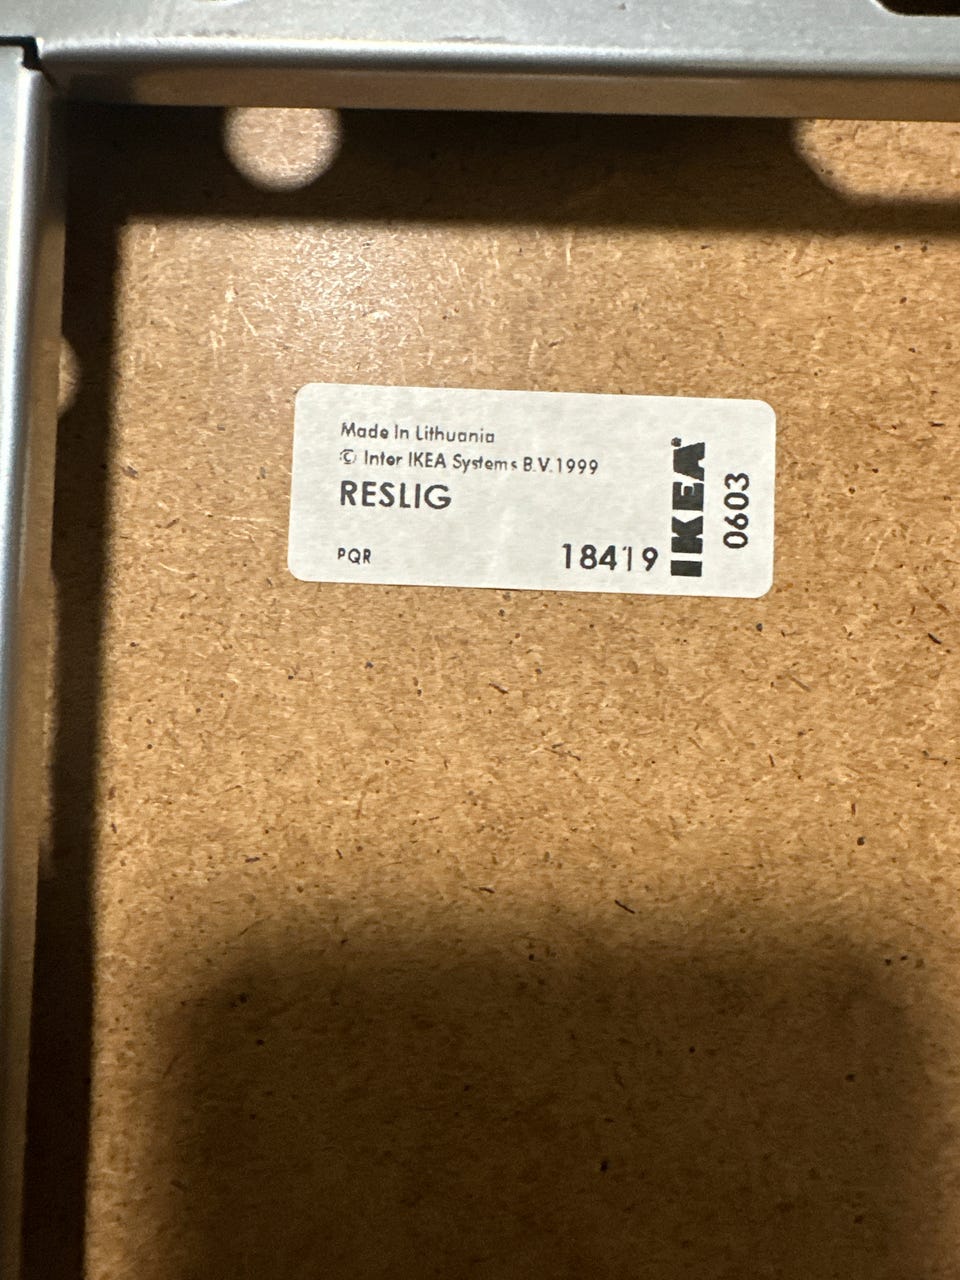 Made In Lithuania
© Inter IKEA Systems B.V.1999
RESLIG
PQR
18419
IKEA®
0603